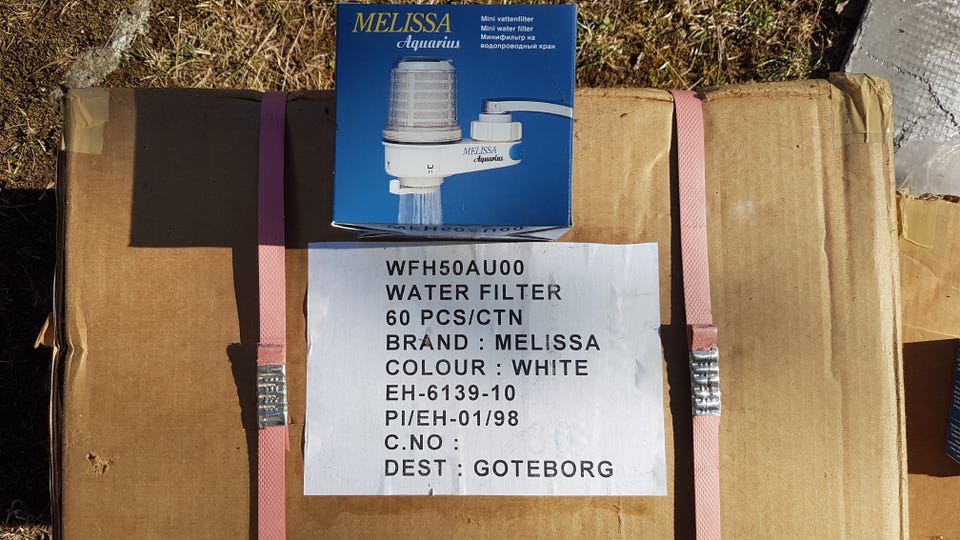 MELISSA
Aquarius
Mini vattenfilter
Mini water filter
Минифильтр на
водопроводный кран
MELISSA
Aquarius
WFH50AU00
WATER FILTER
60 PCS/CTN
BRAND : MELISSA
COLOUR : WHITE
EH-6139-10
PI/EH-01/98
C.NO :
DEST : GOTEBORG